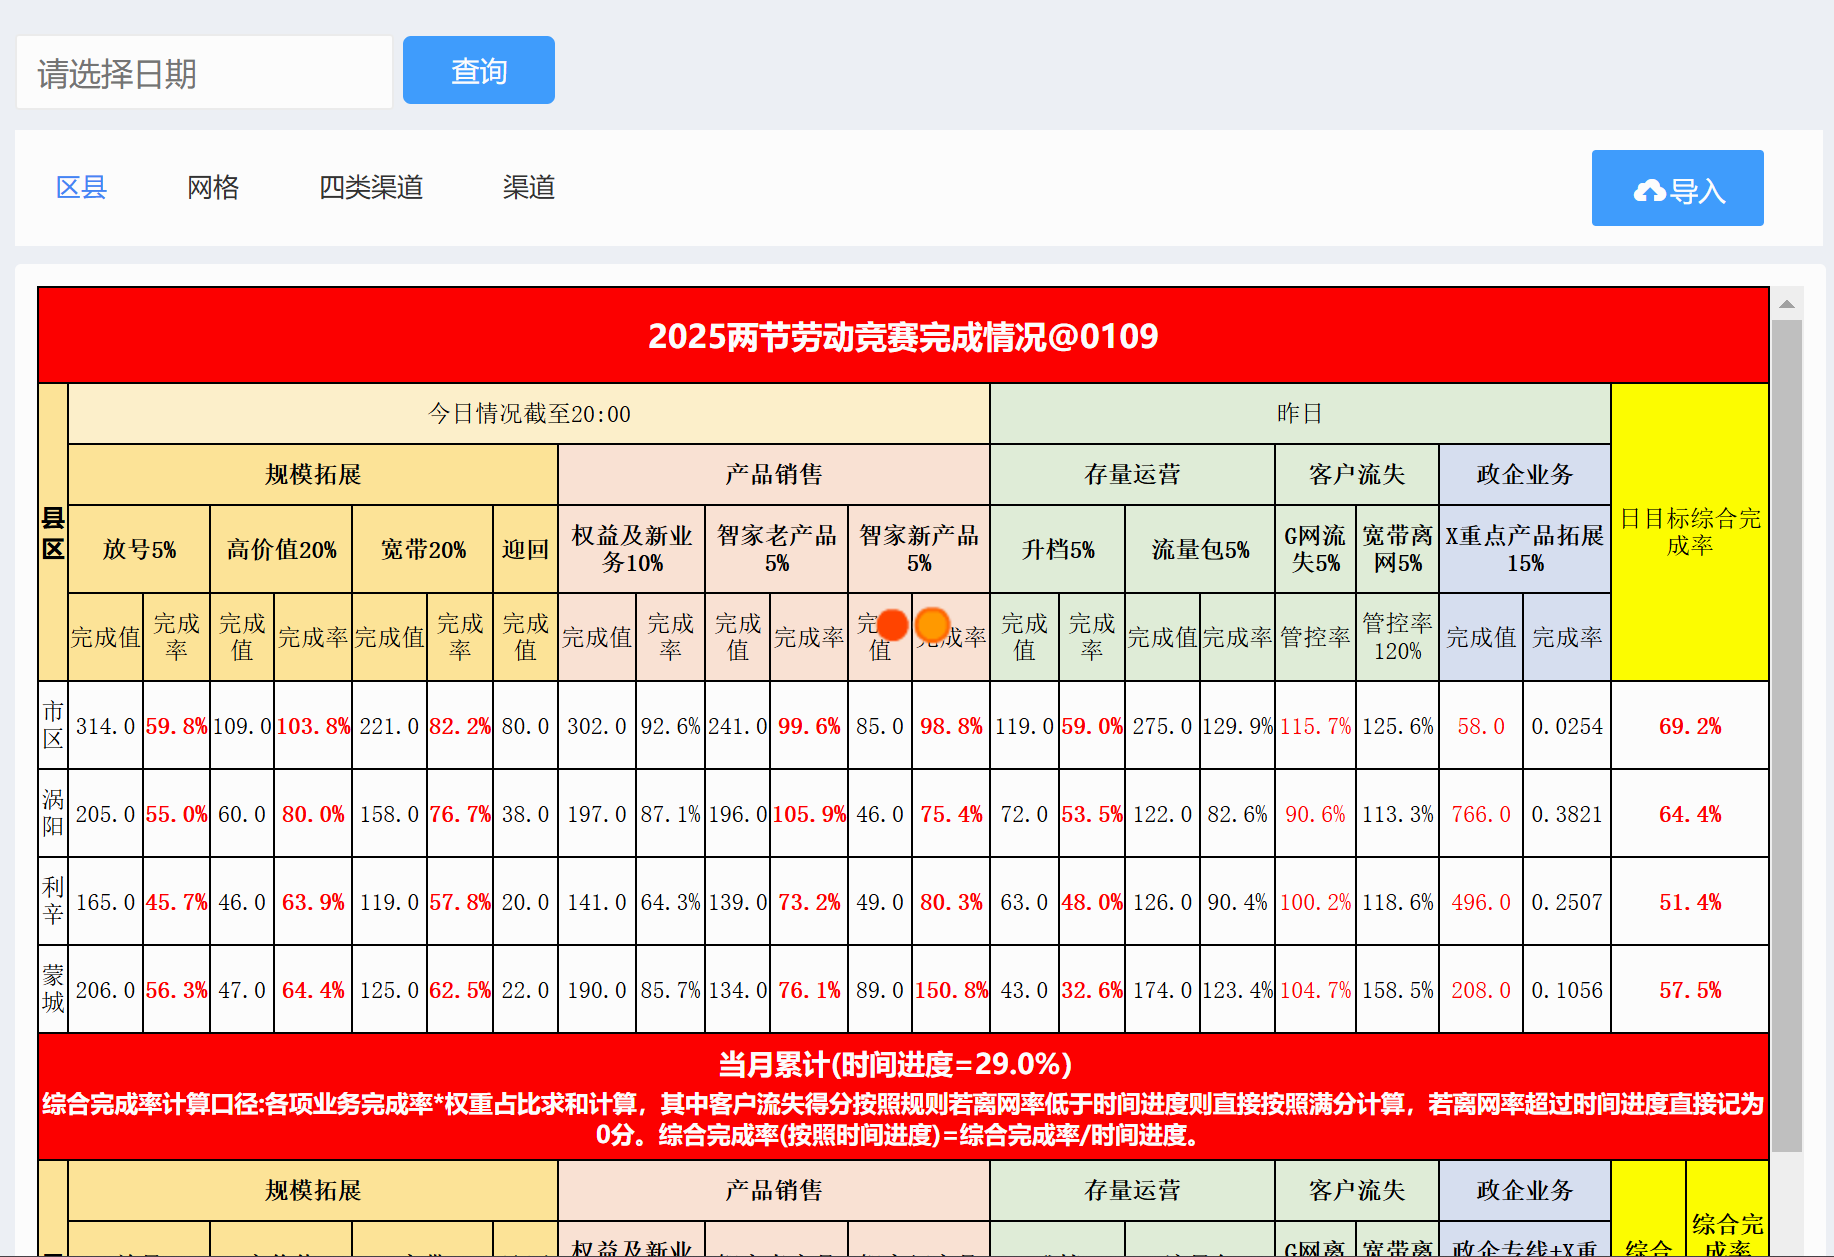 请选择日期
查询
区县 网格 四类渠道 渠道
导入
2025两节劳动竞赛完成情况@0109
县区
今日情况截至20:00
昨日
日目标综合完
成率
规模拓展 产品销售 存量运营 客户流失 政企业务
放号5% 高价值20% 宽带20% 迎回
权益及新业
务10%
智家老产品
5%
智家新产品
5%
升档5% 流量包5%
G网流
失5%
宽带离
网5%
X重点产品拓展
15%
完成值
完成
率
完成
值
完成率
完成值
完成
率
完成
值
完成值
完成
率
完成
值
完成率
完
值
成率
完成
值
完成
率
完成值
完成率
管控率
管控率
120%
完成值
完成率
市区 314.0 59.8% 109.0 103.8% 221.0 82.2% 80.0 302.0 92.6% 241.0 99.6% 85.0 98.8% 119.0 59.0% 275.0 129.9% 115.7% 125.6% 58.0 0.0254 69.2%
涡阳 205.0 55.0% 60.0 80.0% 158.0 76.7% 38.0 197.0 87.1% 196.0 105.9% 46.0 75.4% 72.0 53.5% 122.0 82.6% 90.6% 113.3% 766.0 0.3821 64.4%
利辛 165.0 45.7% 46.0 63.9% 119.0 57.8% 20.0 141.0 64.3% 139.0 73.2% 49.0 80.3% 63.0 48.0% 126.0 90.4% 100.2% 118.6% 496.0 0.2507 51.4%
蒙城 206.0 56.3% 47.0 64.4% 125.0 62.5% 22.0 190.0 85.7% 134.0 76.1% 89.0 150.8% 43.0 32.6% 174.0 123.4% 104.7% 158.5% 208.0 0.1056 57.5%
当月累计(时间进度=29.0%)
综合完成率计算口径:各项业务完成率*权重占比求和计算，其中客户流失得分按照规则若离网率低于时间进度则直接按照满分计算，若离网率超过时间进度直接记为
0分。综合完成率(按照时间进度)=综合完成率/时间进度。
规模拓展 产品销售 存量运营 客户流失 政企业务
综合完
成率
权益及新业
G网离 宽带离 政企专线+X重
综合